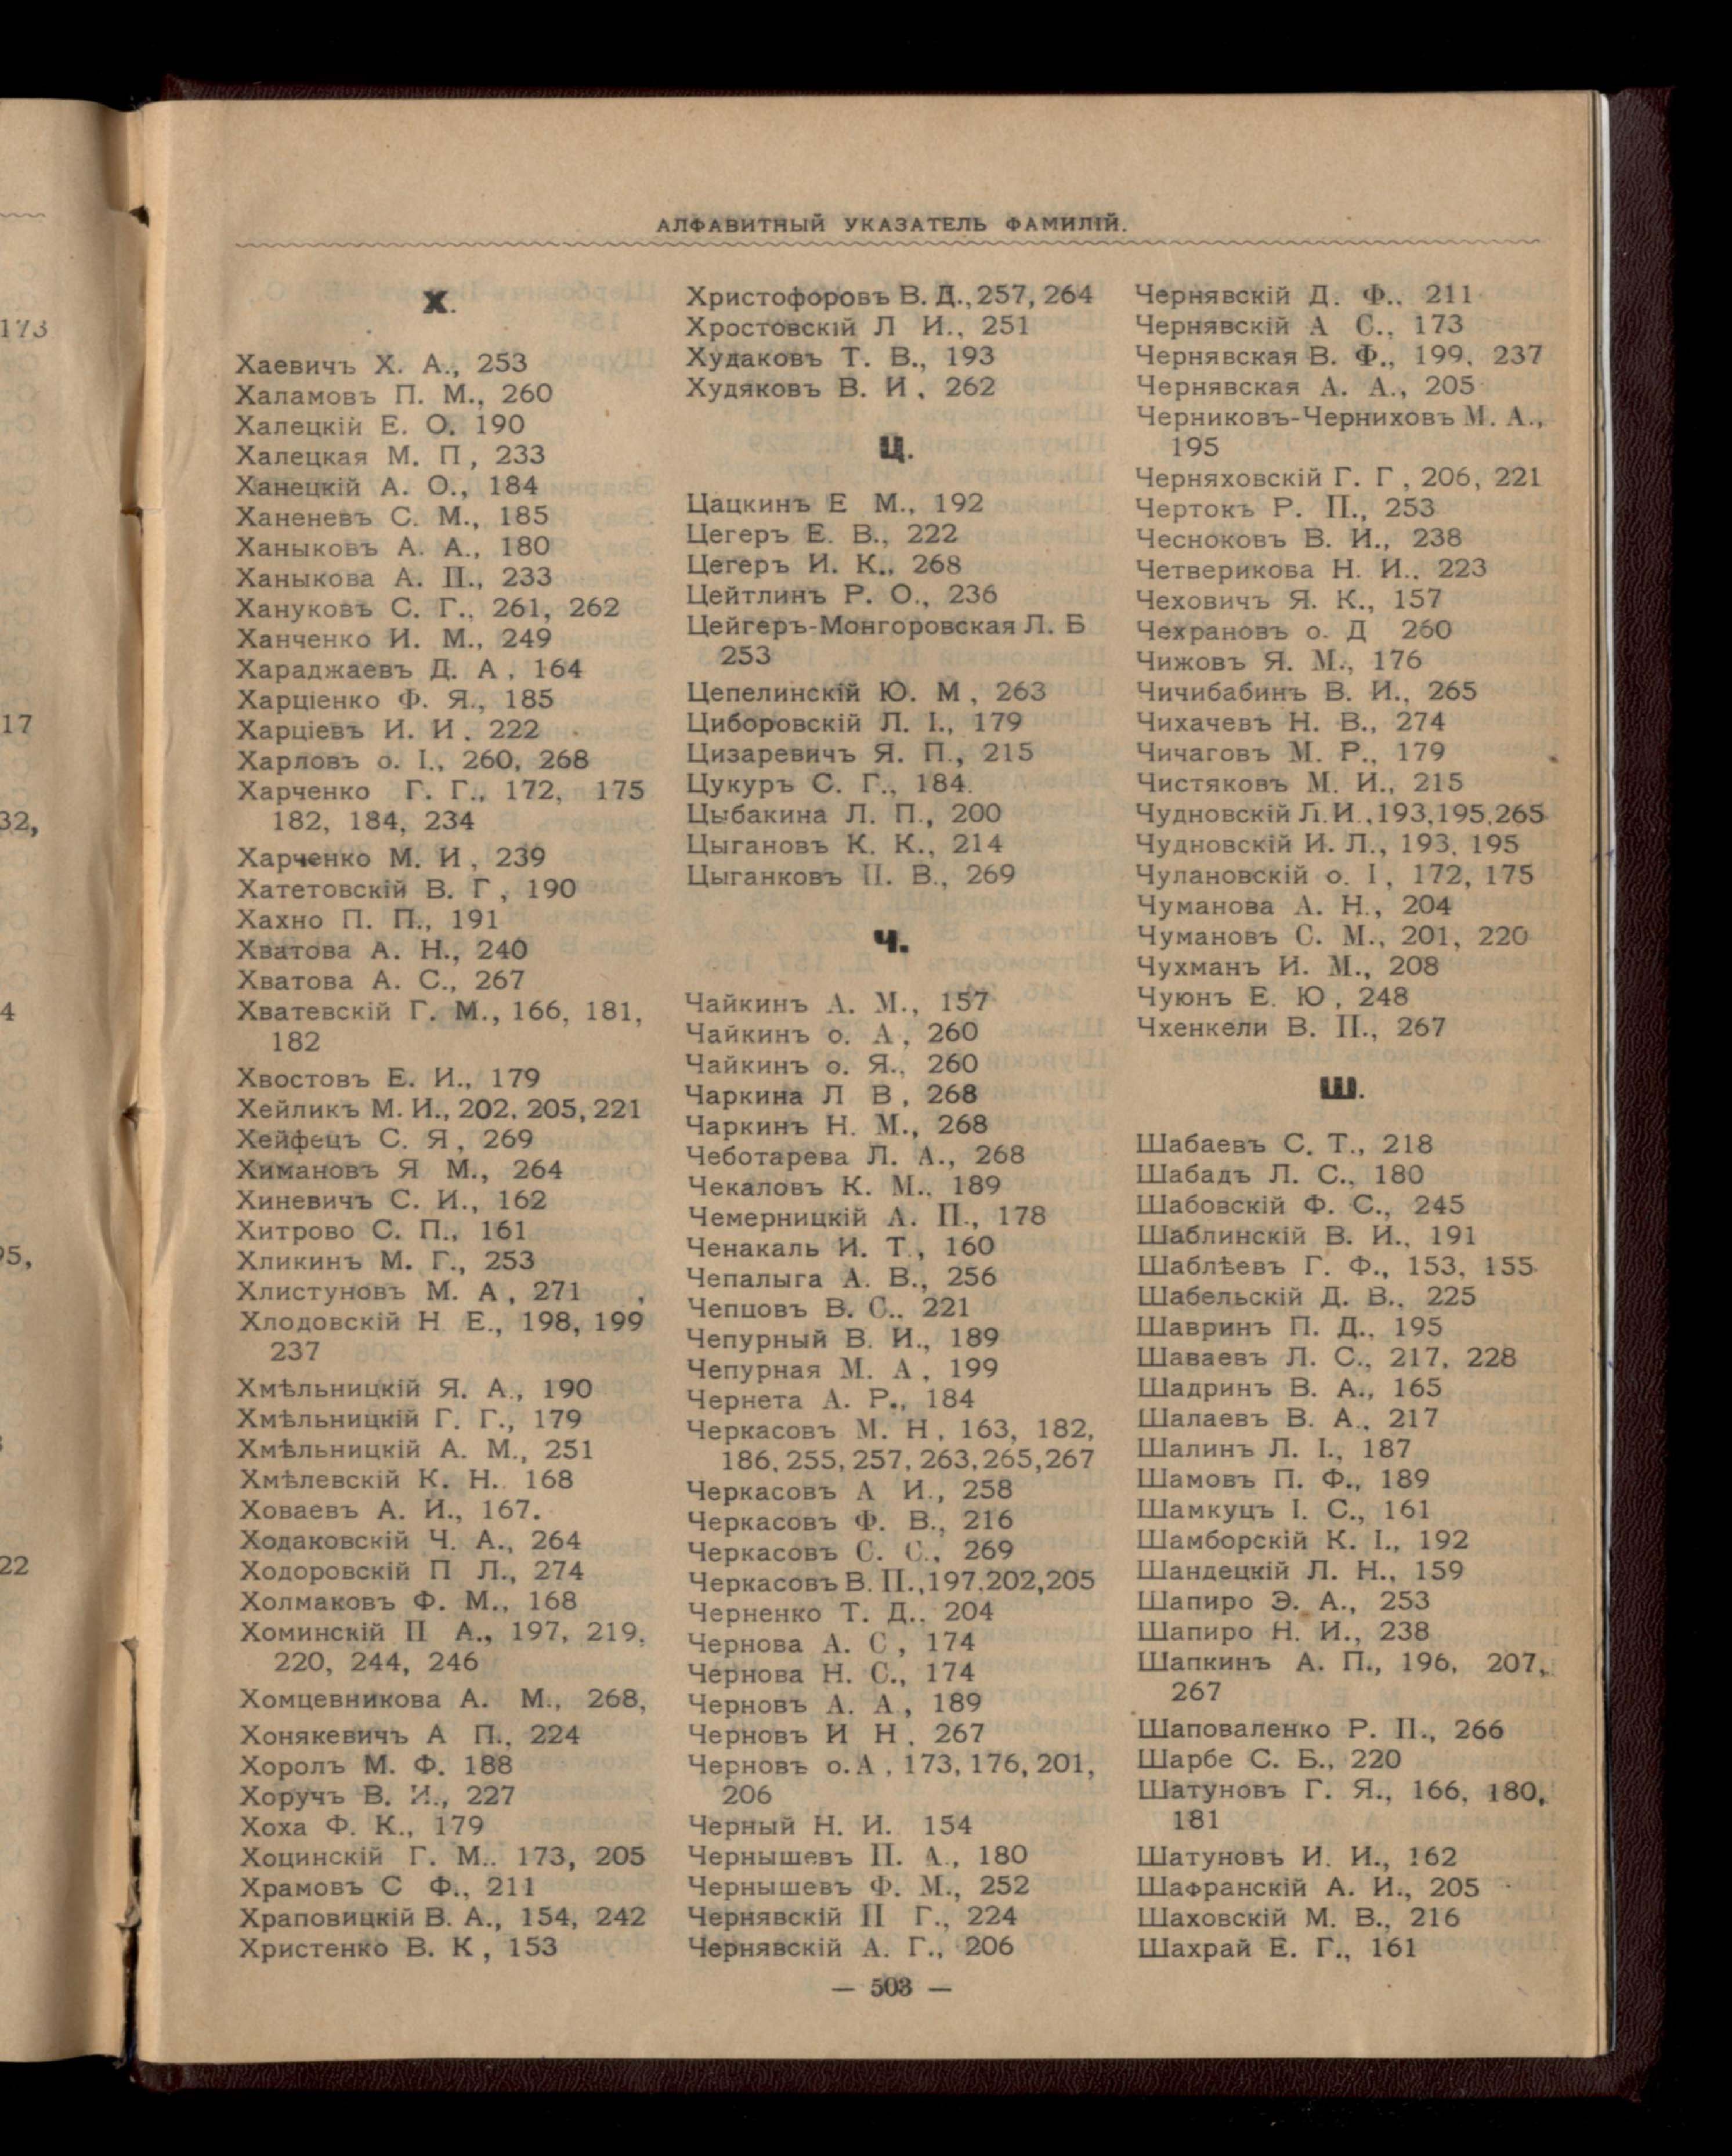 АЛФАВИТНЫЙ УКАЗАТЕЛЬ ФАМИЛІЙ.
Х.
Хаевичъ Х. А., 253
Халамовъ П. М., 260
Халецкій Е. О. 190
Халецкая М. П, 233
Ханецкій А. О., 184
Ханеневъ С. М., 185
Ханыковъ А. А., 180
Ханыкова А. П., 233
Хануковъ С. Г., 261, 262
Ханченко И. М., 249
Хараджаевъ Д. А, 164
Харціенко Ф. Я., 185
Харціевъ И. И. 222
Харловъ о. І., 260, 268
Харченко Г. Г., 172, 175
182, 184, 234
Харченко М. И, 239
Хатетовскій В. Г, 190
Хахно П. П., 191
Хватова А. Н., 240
Хватова А. С., 267
Хватевскій Г. М., 166, 181,
182
Хвостовъ Е. И., 179
Хейликъ М. И., 202, 205, 221
Хейфецъ С. Я, 269
Химановъ Я М., 264
Хиневичъ С. И., 162
Хитрово С. П., 161
Хликинъ М. Г., 253
Хлистуновъ М. А, 271 ,
Хлодовскій Н Е., 198, 199
237
Хмѣльницкій Я. А., 190
Хмѣльницкій Г. Г., 179
Хмѣльницкій А. М., 251
Хмѣлевскій К. Н. 168
Ховаевъ А. И., 167.
Ходаковскій Ч. А., 264
Ходоровскій П Л., 274
Холмаковъ Ф. М., 168
Хоминскій П А., 197, 219,
220, 244, 246
Хомцевникова А. М., 268,
Хонякевичъ А П., 224
Хоролъ М. Ф. 188
Хоручъ В. И., 227
Хоха Ф. К., 179
Хоцинскій Г. М.. 173, 205
Храмовъ С Ф., 211
Храповицкій В. А., 154, 242
Христенко В. К, 153
Христофоровъ В. Д., 257, 264
Хростовскій Л И., 251
Худаковъ Т. В., 193
Худяковъ В. И, 262
Ц.
Цацкинъ Е М., 192
Цегеръ Е. В., 222
Цегеръ И. К., 268
Цейтлинъ Р. О., 236
Цейгеръ-Монгоровская Л. Б
253
Цепелинскій Ю. М, 263
Циборовскій Л. І., 179
Цизаревичъ Я. П., 215
Цукуръ С. Г., 184.
Цыбакина Л. П., 200
Цыгановъ К. К., 214
Цыганковъ П. В., 269
Ч.
Чайкинъ А. М., 157
Чайкинъ о. А, 260
Чайкинъ о. Я., 260
Чаркина Л В, 268
Чаркинъ Н. М., 268
Чеботарева Л. А., 268
Чекаловъ К. М., 189
Чемерницкій А. П., 178
Ченакаль И. Т, 160
Чепалыга А. В., 256
Чепцовъ В. С.. 221
Чепурный В. И., 189
Чепурная М. А, 199
Чернета А. Р., 184
Черкасовъ М. Н, 163, 182,
186, 255, 257, 263, 265, 267
Черкасовъ А И., 258
Черкасовъ Ф. В., 216
Черкасовъ С. С., 269
Черкасовъ В. П., 197, 202, 205
Черненко Т. Д.. 204
Чернова А. С, 174
Чернова Н. С., 174
Черновъ А. А, 189
Черновъ И Н. 267
Черновъ о. А, 173, 176, 201,
206
Черный Н. И. 154
Чернышевъ П. А., 180
Чернышевъ Ф. М., 252
Чернявскій П Г., 224
Чернявскій А. Г., 206
Чернявскій Д. Ф.. 211
Чернявскій А С., 173
Чернявская В. Ф., 199, 237
Чернявская А. А., 205
Черниковъ-Черниховъ М. А.,
195
Черняховскій Г. Г, 206, 221
Чертокъ Р. П., 253
Чесноковъ В. И., 238
Четверикова Н. И.. 223
Чеховичъ Я. К., 157
Чехрановъ о. Д 260
Чижовъ Я. М., 176
Чичибабинъ В. И., 265
Чихачевъ Н. В., 274
Чичаговъ М. Р., 179
Чистяковъ М. И., 215
Чудновскій Л. И., 193, 195, 265
Чудновскій И. Л., 193, 195
Чулановскій о. І, 172, 175
Чуманова А. Н., 204
Чумановъ С. М., 201, 220
Чухманъ И. М., 208
Чуюнъ Е. Ю, 248
Чхенкели В. П., 267
Ш.
Шабаевъ С. Т., 218
Шабадъ Л. С., 180
Шабовскій Ф. С., 245
Шаблинскій В. И., 191
Шаблѣевъ Г. Ф., 153, 155
Шабельскій Д. В., 225
Шавринъ П. Д., 195
Шаваевъ Л. С., 217, 228
Шадринъ В. А., 165
Шалаевъ В. А., 217
Шалинъ Л. І., 187
Шамовъ П. Ф., 189
Шамкуцъ І. С., 161
Шамборскій К. І., 192
Шандецкій Л. Н., 159
Шапиро Э. А., 253
Шапиро Н. И., 238
Шапкинъ А. П., 196, 207,
267
Шаповаленко Р. П., 266
Шарбе С. Б., 220
Шатуновъ Г. Я., 166, 180,
181
Шатуновъ И. И., 162
Шафранскій А. И., 205
Шаховскій М. В., 216
Шахрай Е. Г., 161
— 503 —
173
17
32,
4
95,
22